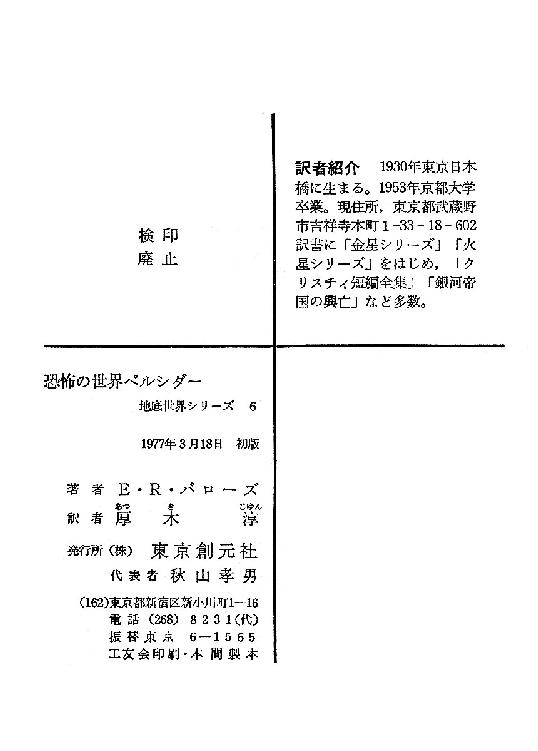 検印
廃止
訳者紹介 1930年東京日本
橋に生まる。1953年京都大学
卒業。現住所，東京都武蔵野
市吉祥寺本町1-33-18-602
訳書に「金星シリーズ」「火
星シリーズ」をはじめ，「ク
リスティ短編全集」「銀河帝
国の興亡」など多数。
恐怖の世界ペルシダー
地底世界シリーズ 6
1977年3月18日 初版
著者 E・R・バローズ
あつ ぎ じゅん
訳者 厚木 淳
発行所 (株) 東京創元社
代表者 秋山孝男
(162)東京都新宿区新小川町1—16
電話 (268) 8231(代)
振替東京 6—1565
工友会印刷・本間製本